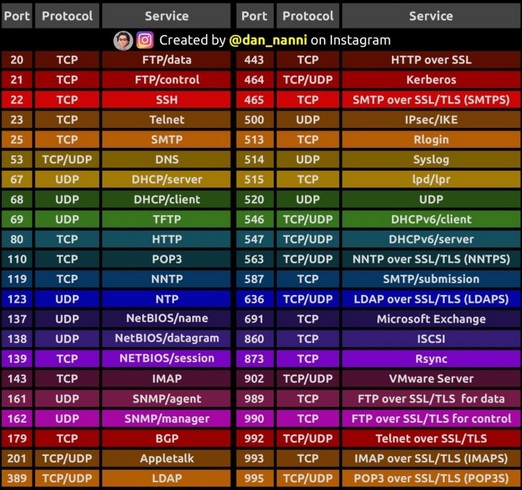 Port Protocol Service Port Protocol Service
Created by @dan_nanni on Instagram
20 TCP FTP/data 443 TCP HTTP over SSL
21 TCP FTP/control 464 TCP/UDP Kerberos
22 TCP SSH 465 TCP SMTP over SSL/TLS (SMTPS)
23 TCP Telnet 500 UDP IPsec/IKE
25 TCP SMTP 513 TCP Rlogin
53 TCP/UDP DNS 514 UDP Syslog
67 UDP DHCP/server 515 TCP lpd/lpr
68 UDP DHCP/client 520 UDP UDP
69 UDP TFTP 546 TCP/UDP DHCPv6/client
80 TCP HTTP 547 TCP/UDP DHCPv6/server
110 TCP POP3 563 TCP/UDP NNTP over SSL/TLS (NNTPS)
119 TCP NNTP 587 TCP SMTP/submission
123 UDP NTP 636 TCP/UDP LDAP over SSL/TLS (LDAPS)
137 UDP NetBIOS/name 691 TCP Microsoft Exchange
138 UDP NetBIOS/datagram 860 TCP ISCSI
139 TCP NETBIOS/session 873 TCP Rsync
143 TCP IMAP 902 TCP/UDP VMware Server
161 UDP SNMP/agent 989 TCP FTP over SSL/TLS for data
162 UDP SNMP/manager 990 TCP FTP over SSL/TLS for control
179 TCP BGP 992 TCP/UDP Telnet over SSL/TLS
201 TCP/UDP Appletalk 993 TCP IMAP over SSL/TLS (IMAPS)
389 TCP/UDP LDAP 995 TCP/UDP POP3 over SSL/TLS (POP3S)